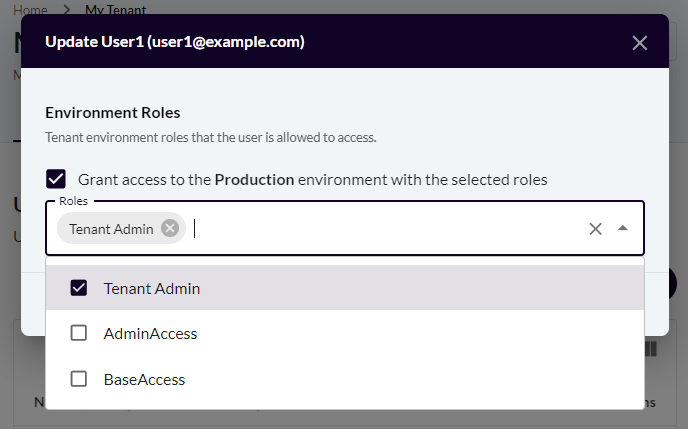 Home > My Tenant
Update User1 (user1@example.com)
Environment Roles
Tenant environment roles that the user is allowed to access.
Grant access to the Production environment with the selected roles
Roles
Tenant Admin
Tenant Admin
AdminAccess
BaseAccess